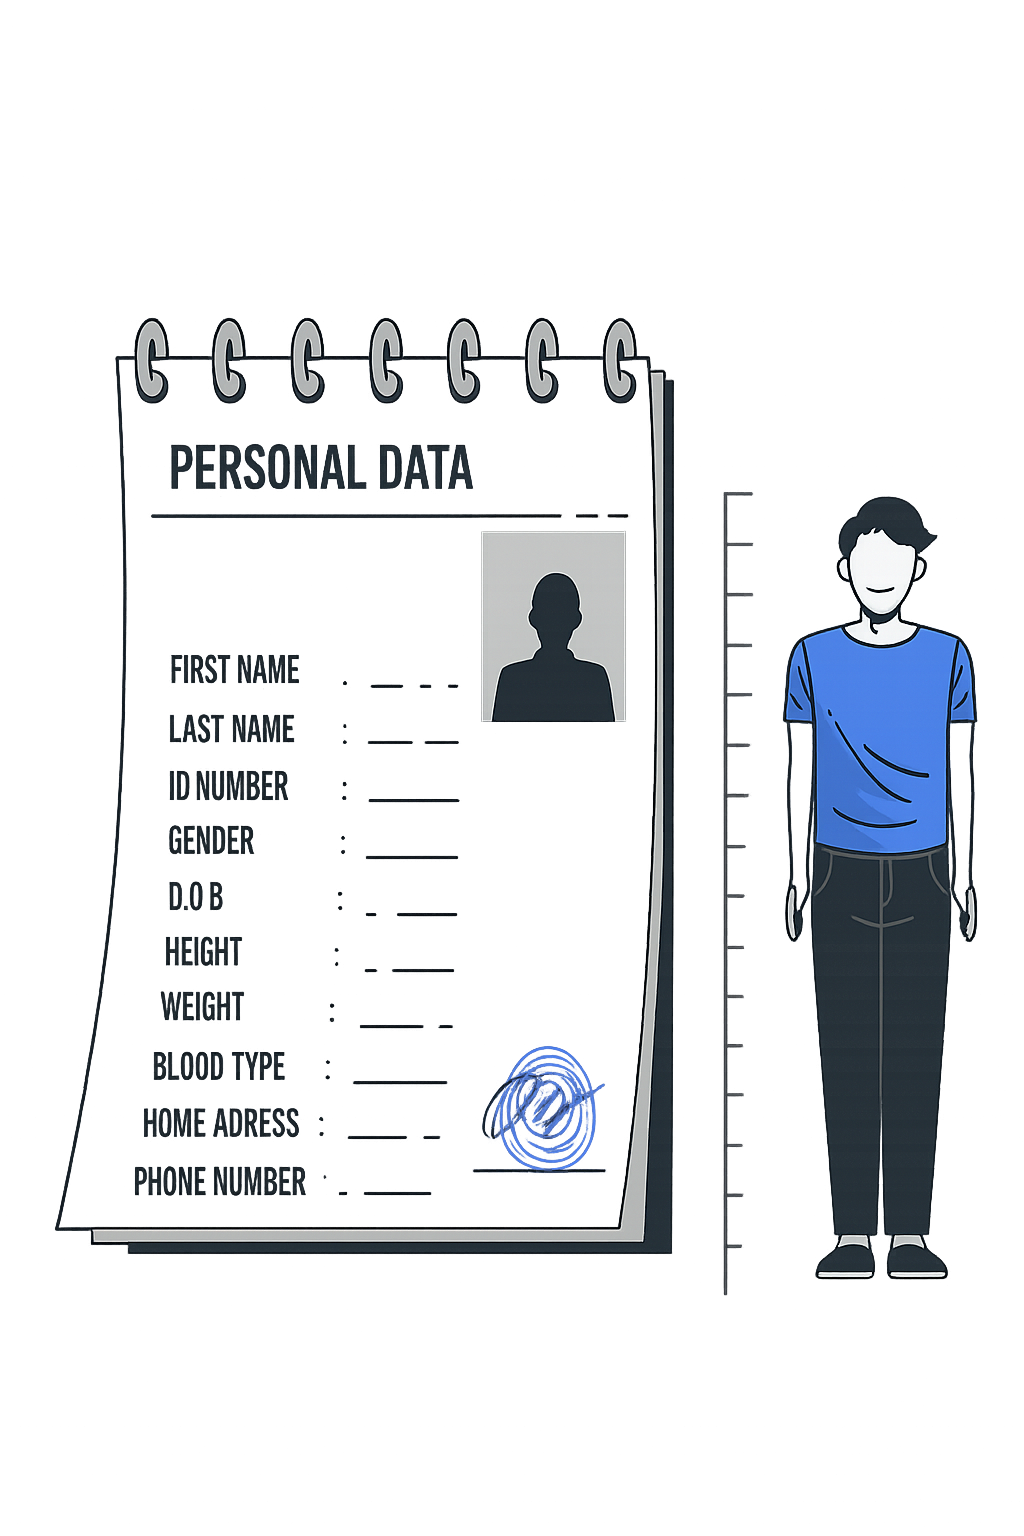 PERSONAL DATA
FIRST NAME .
LAST NAME :
ID NUMBER :
GENDER :
D.O B :
HEIGHT :
WEIGHT :
BLOOD TYPE :
HOME ADRESS :
PHONE NUMBER .